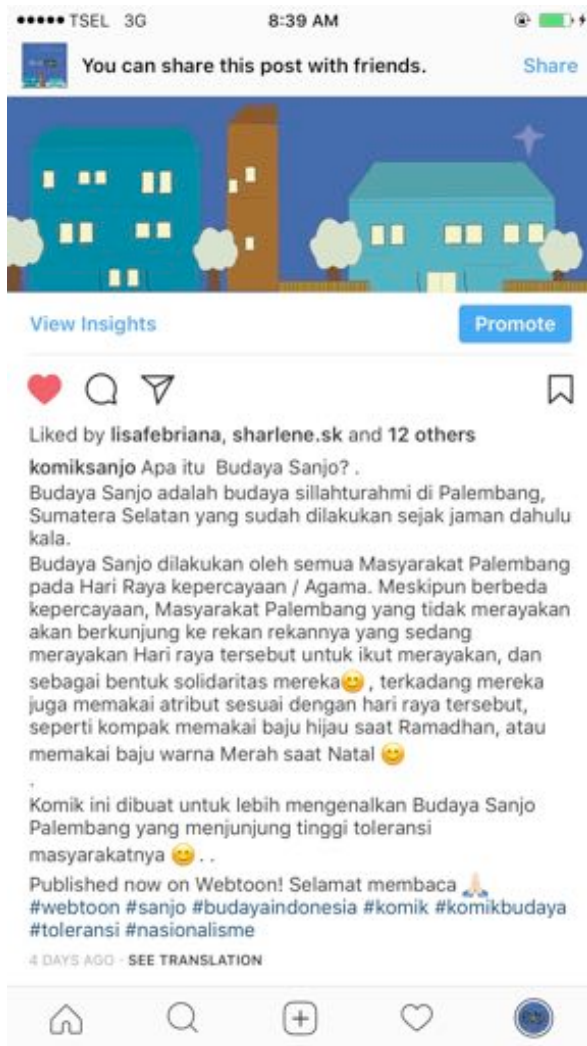 TSEL 3G 8:39 AM
You can share this post with friends. Share
View Insights Promote
Liked by lisafebriana, sharlene.sk and 12 others
komiksanjo Apa itu  Budaya Sanjo? .
Budaya Sanjo adalah budaya sillahturahmi di Palembang,
Sumatera Selatan yang sudah dilakukan sejak jaman dahulu
kala.
Budaya Sanjo dilakukan oleh semua Masyarakat Palembang
pada Hari Raya kepercayaan / Agama. Meskipun berbeda
kepercayaan, Masyarakat Palembang yang tidak merayakan
akan berkunjung ke rekan rekannya yang sedang
merayakan Hari raya tersebut untuk ikut merayakan, dan
sebagai bentuk solidaritas mereka😊, terkadang mereka
juga memakai atribut sesuai dengan hari raya tersebut,
seperti kompak memakai baju hijau saat Ramadhan, atau
memakai baju warna Merah saat Natal 😊
.
Komik ini dibuat untuk lebih mengenalkan Budaya Sanjo
Palembang yang menjunjung tinggi toleransi
masyarakatnya 😊 . .
Published now on Webtoon! Selamat membaca 🙏🏻
#webtoon #sanjo #budayaindonesia #komik #komikbudaya
#toleransi #nasionalisme
4 DAYS AGO · SEE TRANSLATION